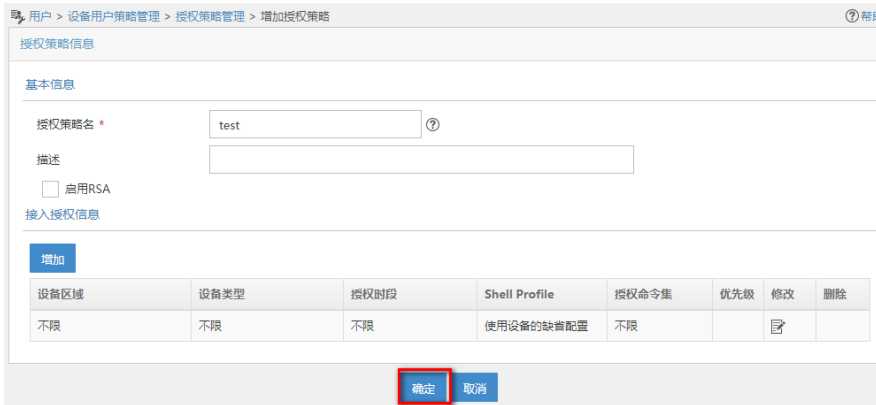 用户 > 设备用户策略管理 > 授权策略管理 > 增加授权策略 ?帮
授权策略信息
基本信息
授权策略名 * test ?
描述
启用RSA
接入授权信息
增加
设备区域 设备类型 授权时段 Shell Profile 授权命令集 优先级 修改 删除
不限 不限 不限 使用设备的缺省配置 不限
确定 取消